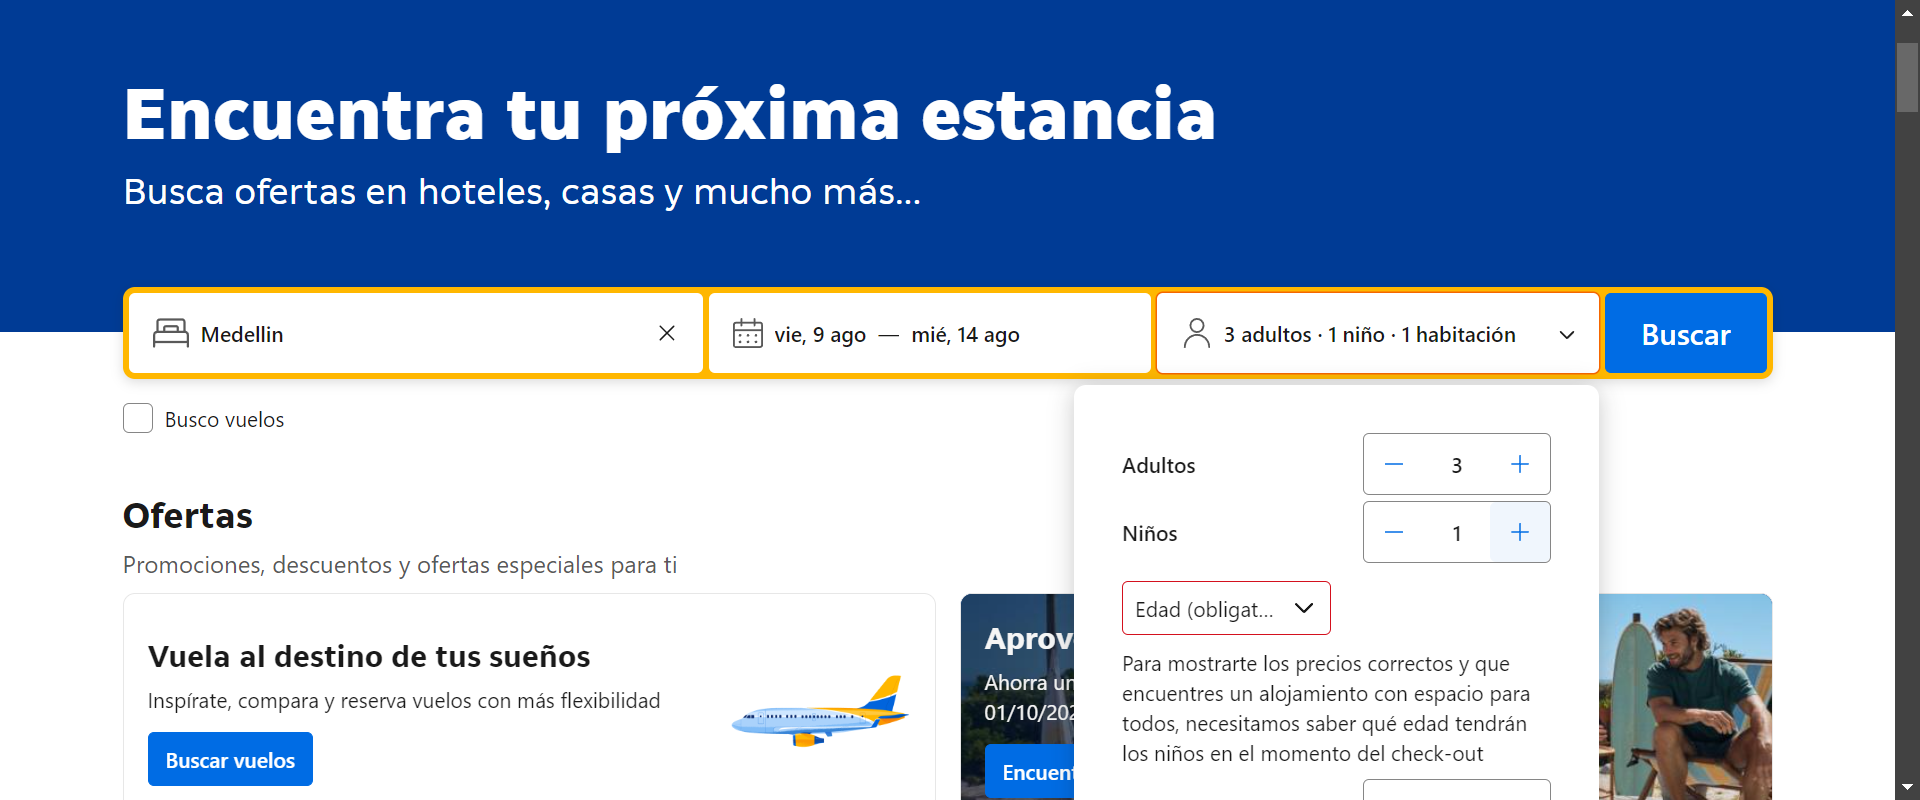 Encuentra tu próxima estancia
Busca ofertas en hoteles, casas y mucho más...
Medellin
vie, 9 ago — mié, 14 ago
3 adultos · 1 niño · 1 habitación
Buscar
Busco vuelos
Adultos
3
Niños
1
Edad (obligat...
Para mostrarte los precios correctos y que
encuentres un alojamiento con espacio para
todos, necesitamos saber qué edad tendrán
los niños en el momento del check-out
Ofertas
Promociones, descuentos y ofertas especiales para ti
Vuela al destino de tus sueños
Inspírate, compara y reserva vuelos con más flexibilidad
Buscar vuelos
Aprov
Ahorra un
01/10/202
Encuent